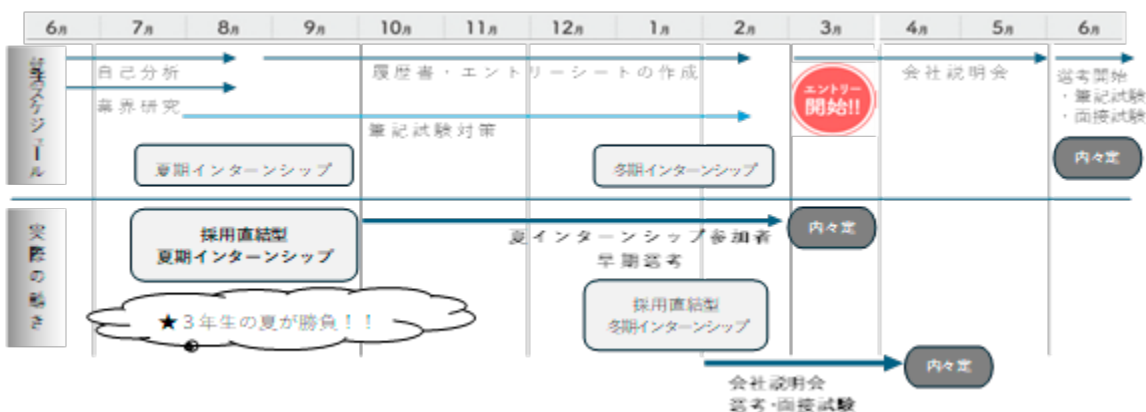 6月 7月 8月 9月 10月 11月 12月 1月 2月 3月 4月 5月 6月
スケジュール
自己分析
履歴書・エントリーシートの作成
エントリー
開始!!
会社説明会
選考開始
・筆記試験
・面接試験
業界研究
筆記試験対策
夏期インターンシップ
冬期インターンシップ
内々定
実際の動き
採用直結型
夏期インターンシップ
夏インターンシップ参加者
早期選考
内々定
★3年生の夏が勝負!!
採用直結型
冬期インターンシップ
内々定
会社説明会
選考・面接試験